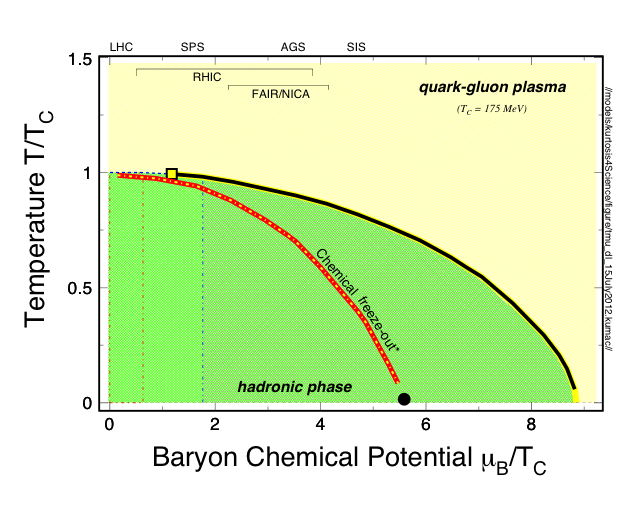 LHC SPS AGS SIS
RHIC
FAIR/NICA
quark-gluon plasma
(T_C = 175 MeV)
1.5
1
0.5
0
Temperature T/T_C
Chemical freeze-out*
hadronic phase
0 2 4 6 8
Baryon Chemical Potential μ_B/T_C
//models/kurtosis4Science/figure/tmu_dl_15July2012.kumac//